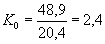 K₀ = 48,9 / 20,4 = 2,4